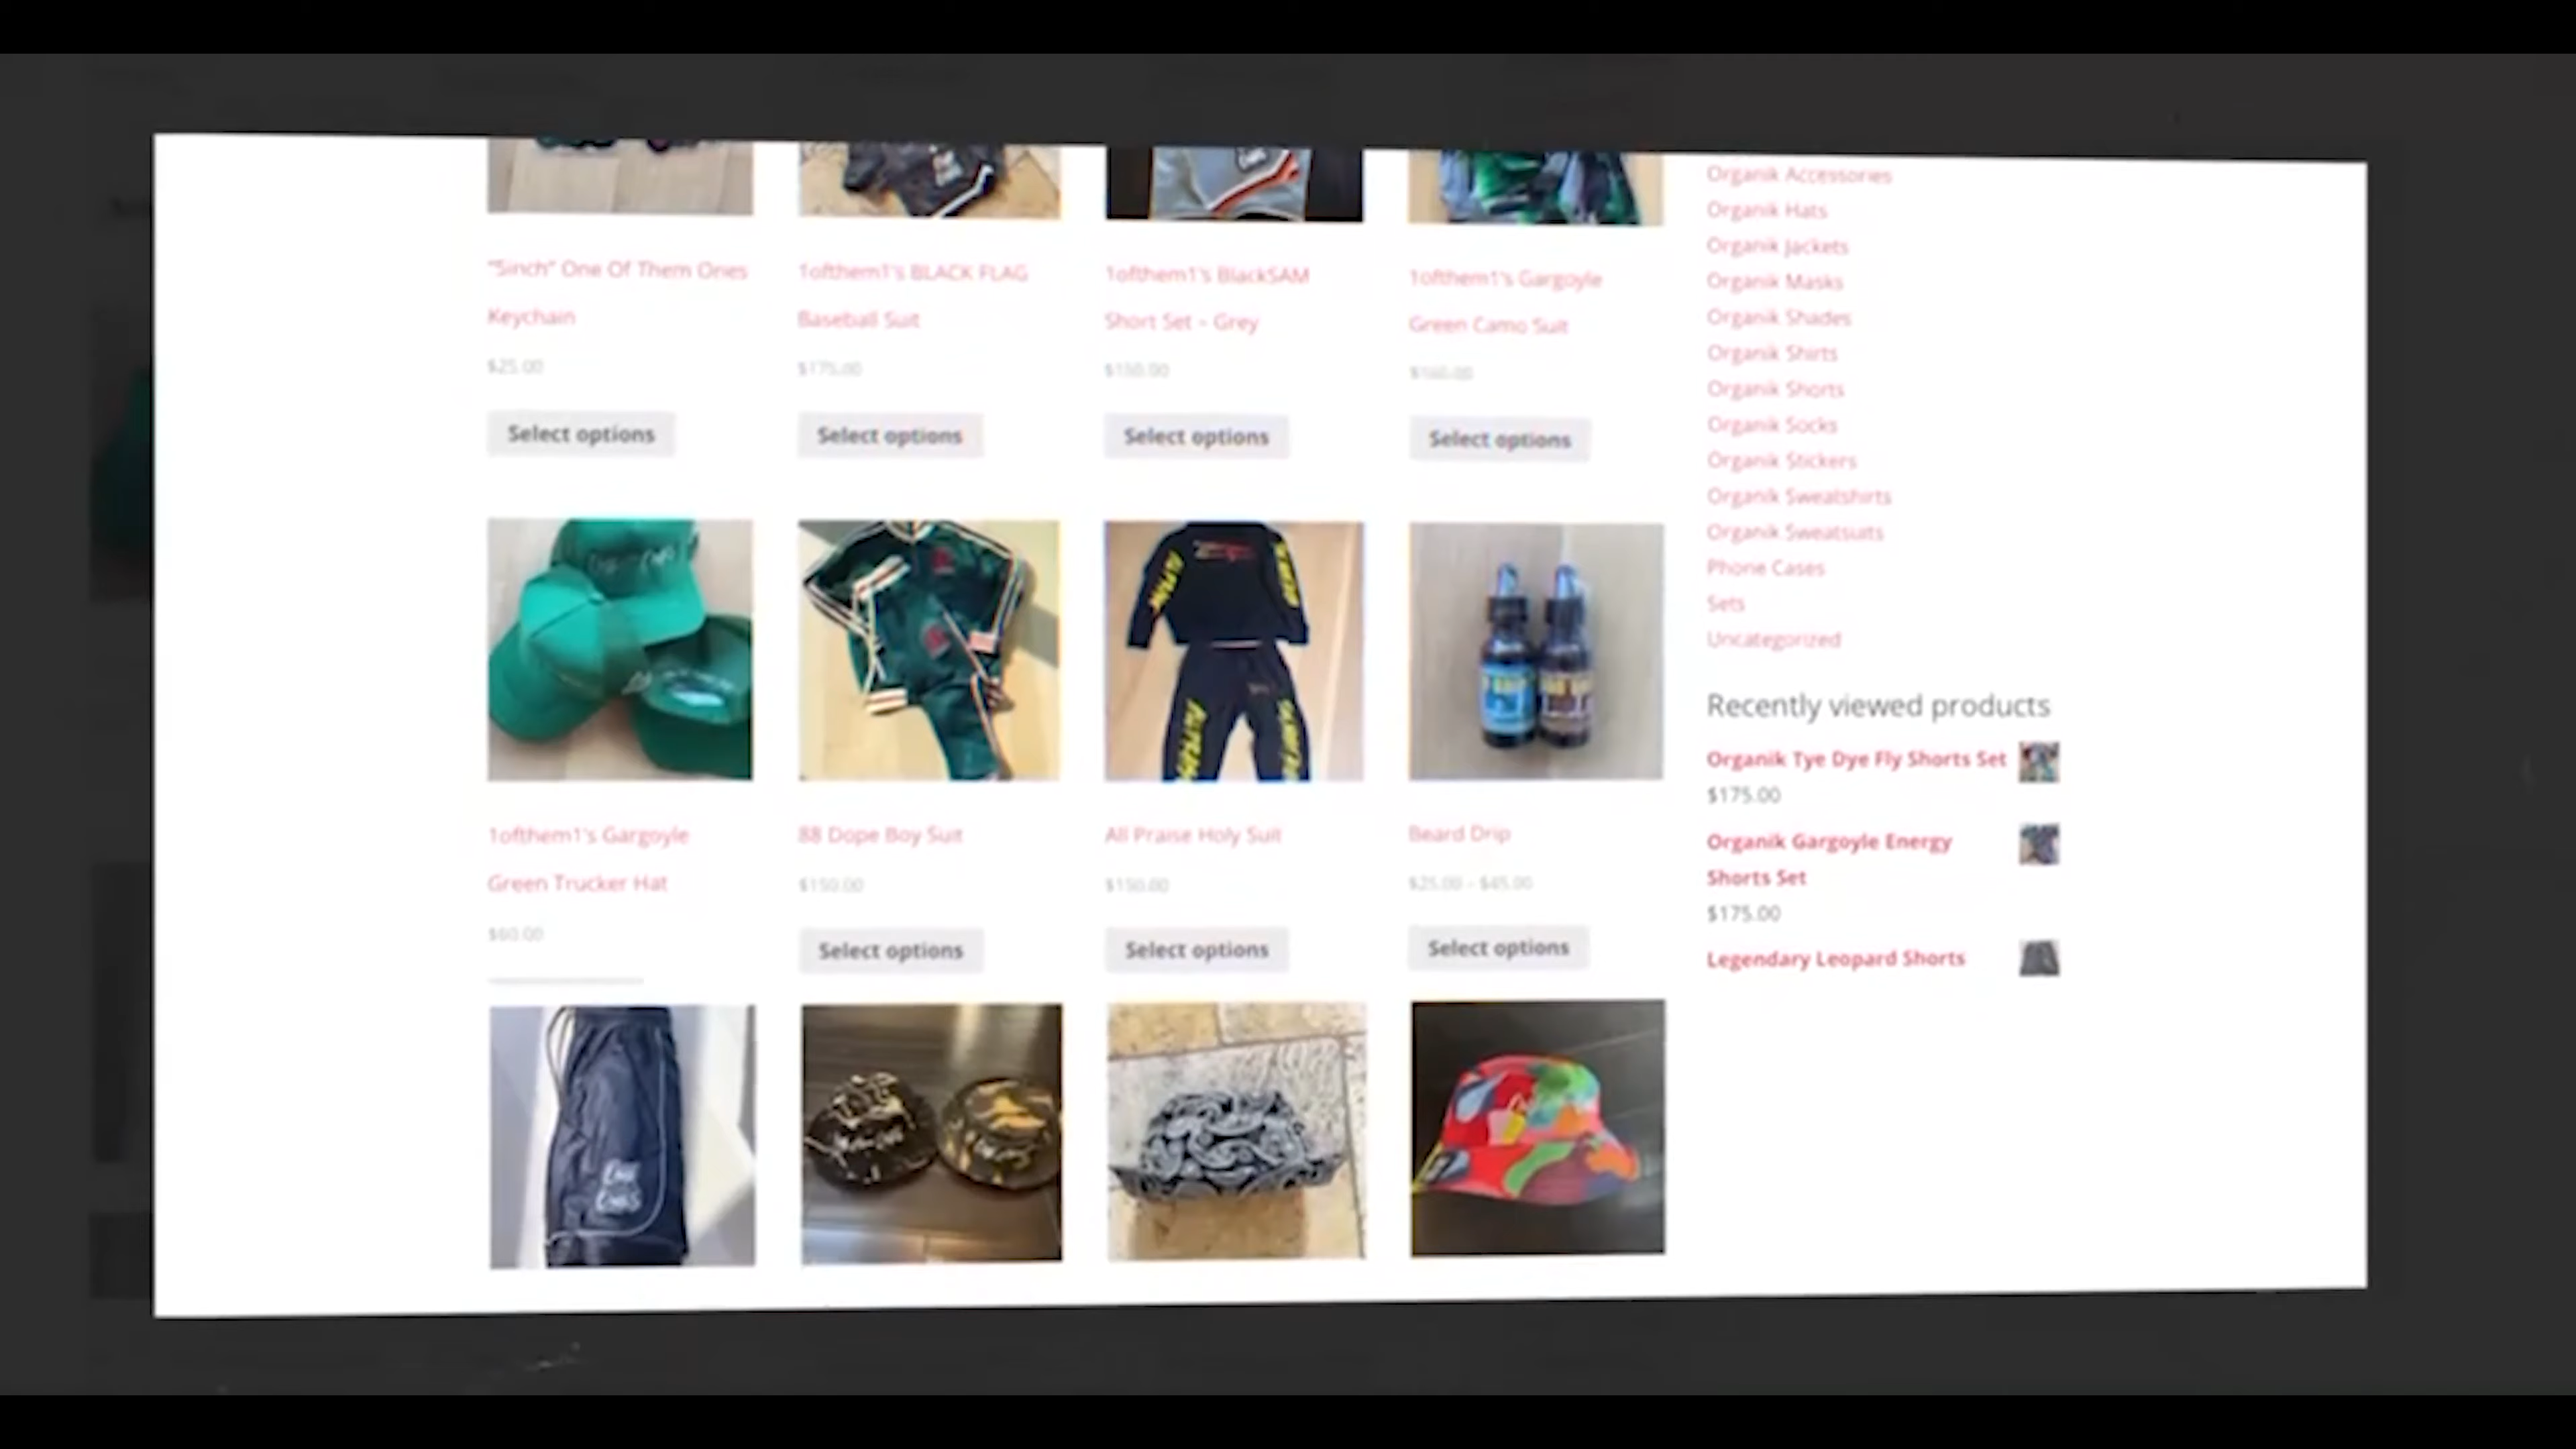 "Sinch" One Of Them Ones
Keychain
$25.00
Select options
1ofthem1's BLACK FLAG
Baseball Suit
$175.00
Select options
1ofthem1's BlackSAM
Short Set – Grey
$150.00
Select options
1ofthem1's Gargoyle
Green Camo Suit
$160.00
Select options
1ofthem1's Gargoyle
Green Trucker Hat
$60.00
88 Dope Boy Suit
$150.00
Select options
All Praise Holy Suit
$150.00
Select options
Beard Drip
$25.00 – $45.00
Select options
Organik Accessories
Organik Hats
Organik Jackets
Organik Masks
Organik Shades
Organik Shirts
Organik Shorts
Organik Socks
Organik Stickers
Organik Sweatshirts
Organik Sweatsuits
Phone Cases
Sets
Uncategorized
Recently viewed products
Organik Tye Dye Fly Shorts Set
$175.00
Organik Gargoyle Energy
Shorts Set
$175.00
Legendary Leopard Shorts